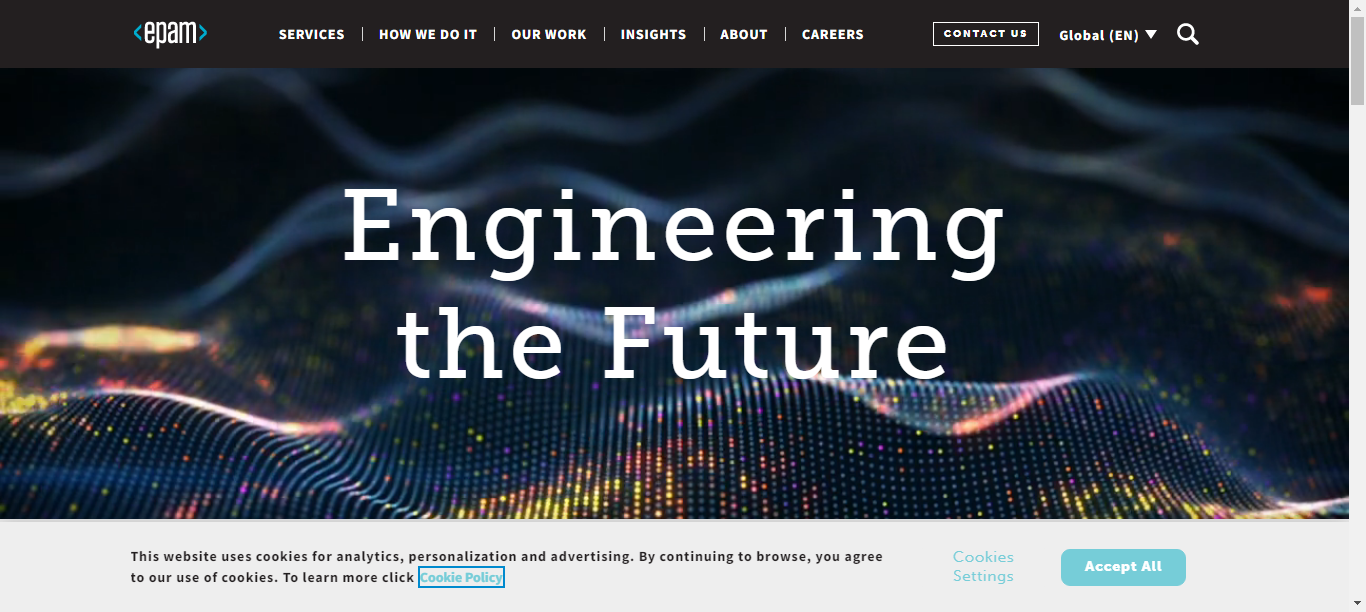 <epam>
SERVICES | HOW WE DO IT | OUR WORK | INSIGHTS | ABOUT | CAREERS
CONTACT US
Global (EN)
Engineering
the Future
This website uses cookies for analytics, personalization and advertising. By continuing to browse, you agree
to our use of cookies. To learn more click Cookie Policy
Cookies
Settings
Accept All